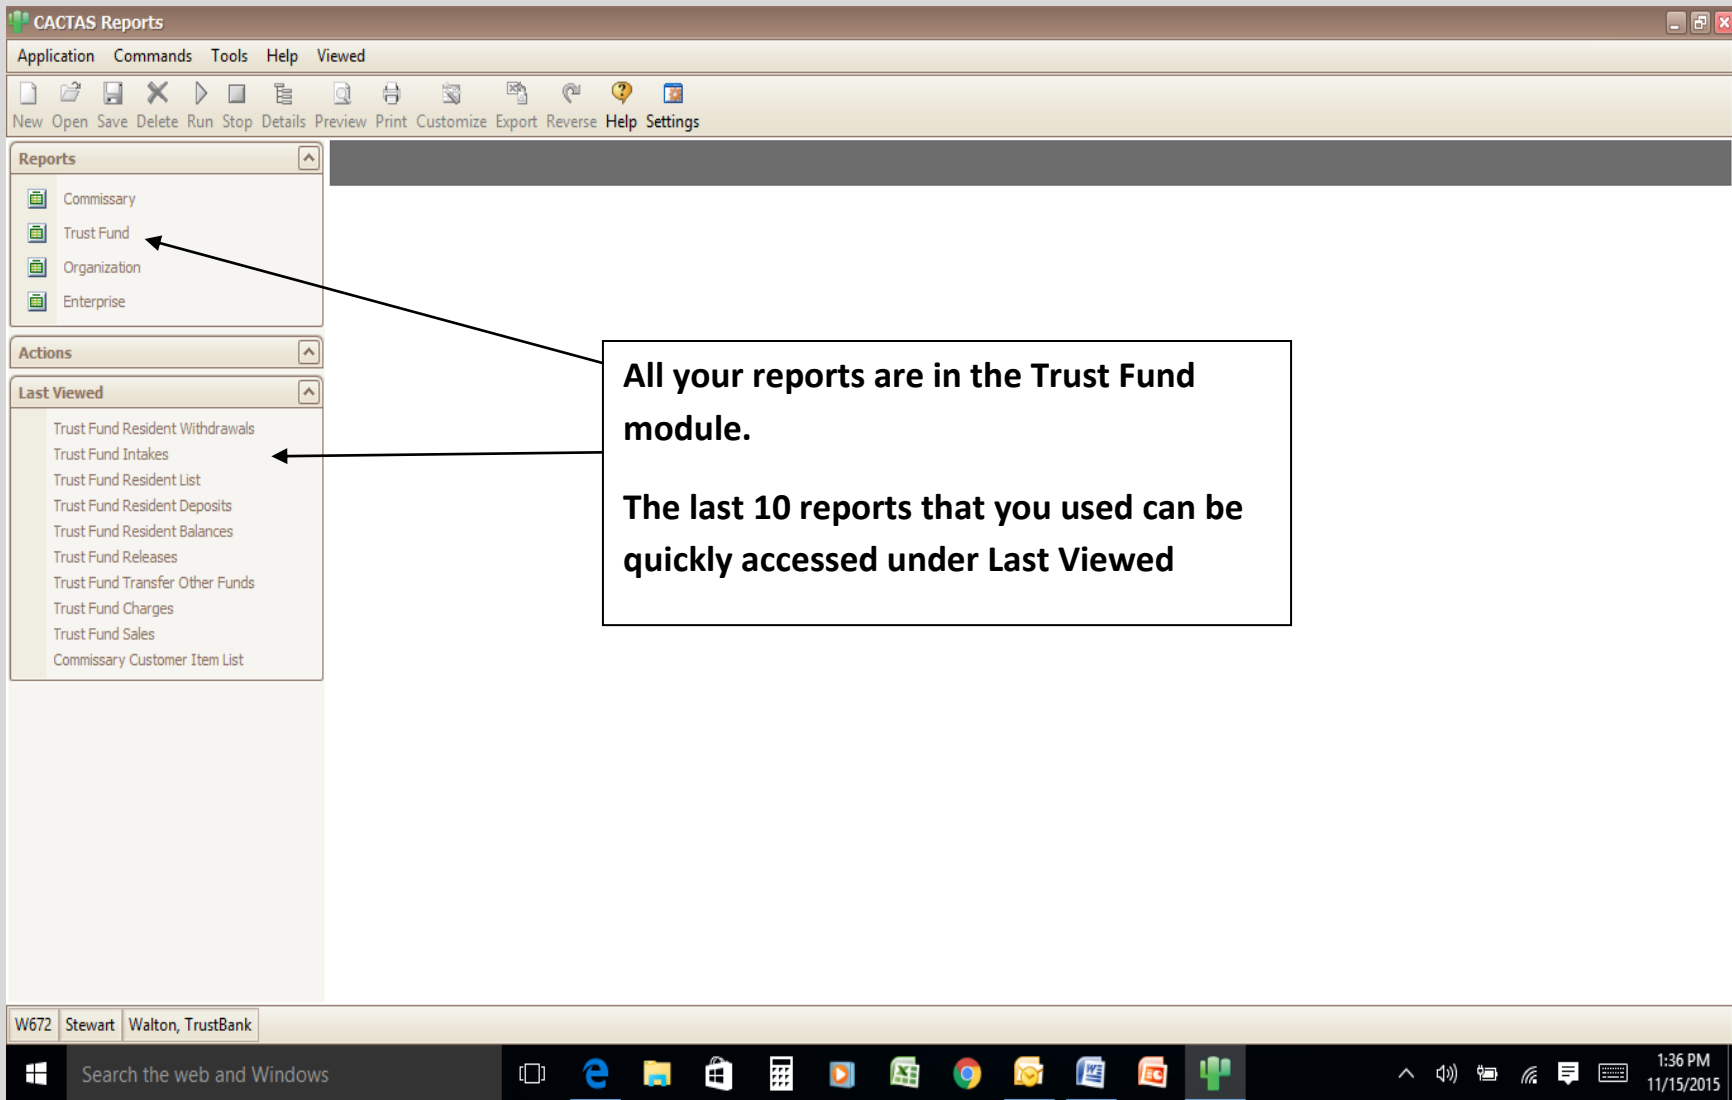 CACTAS Reports
Application Commands Tools Help Viewed
New Open Save Delete Run Stop Details Preview Print Customize Export Reverse Help Settings
Reports
Commissary
Trust Fund
Organization
Enterprise
Actions
Last Viewed
Trust Fund Resident Withdrawals
Trust Fund Intakes
Trust Fund Resident List
Trust Fund Resident Deposits
Trust Fund Resident Balances
Trust Fund Releases
Trust Fund Transfer Other Funds
Trust Fund Charges
Trust Fund Sales
Commissary Customer Item List
All your reports are in the Trust Fund
module.
The last 10 reports that you used can be
quickly accessed under Last Viewed
W672 Stewart Walton, TrustBank
Search the web and Windows
1:36 PM
11/15/2015